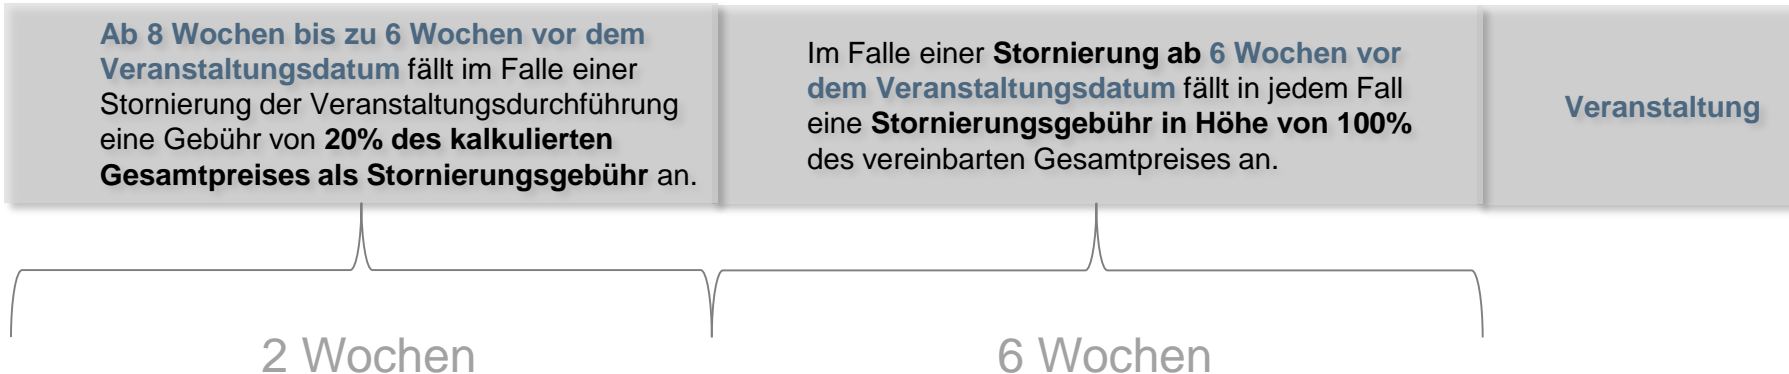 Ab 8 Wochen bis zu 6 Wochen vor dem
Veranstaltungsdatum fällt im Falle einer
Stornierung der Veranstaltungsdurchführung
eine Gebühr von 20% des kalkulierten
Gesamtpreises als Stornierungsgebühr an.
Im Falle einer Stornierung ab 6 Wochen vor
dem Veranstaltungsdatum fällt in jedem Fall
eine Stornierungsgebühr in Höhe von 100%
des vereinbarten Gesamtpreises an.
Veranstaltung
2 Wochen
6 Wochen